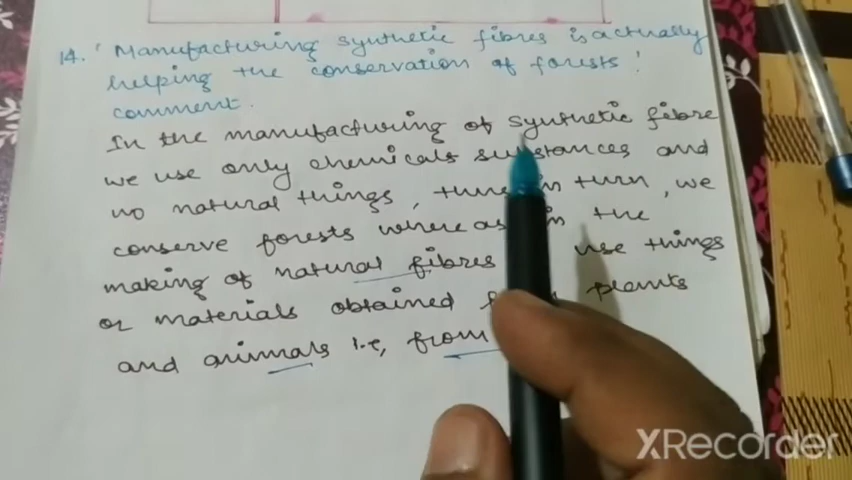 14. ' Manufacturing synthetic fibres is actually
helping the conservation of forests !
comment.
In the manufacturing of synthetic fibre
we use only chemicals substances and
no natural things, in turn, we
conserve forests where as in the
making of natural fibres use things
or materials obtained plants
and animals i.e, from
XRecorder